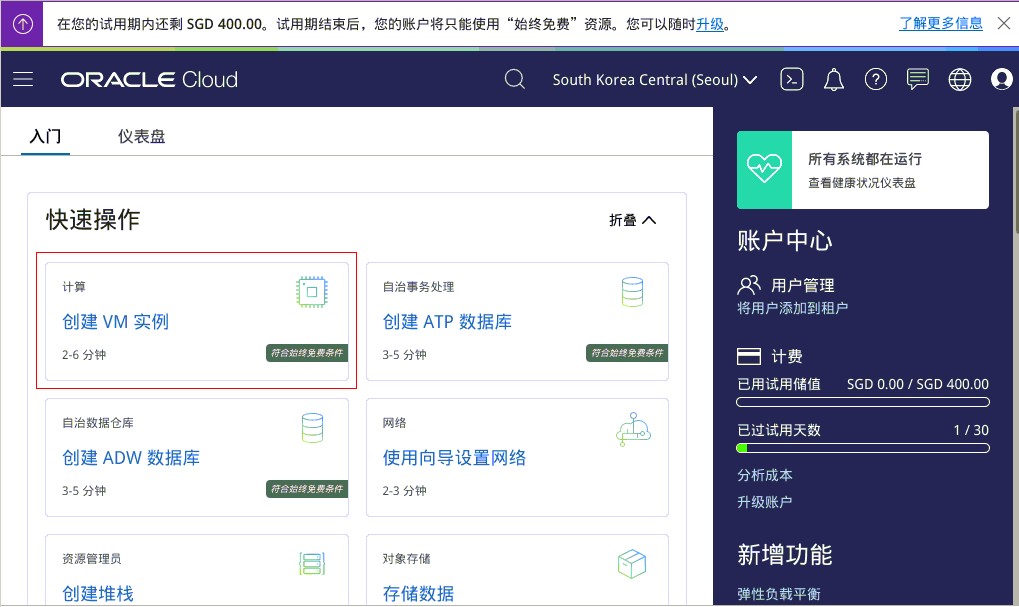 在您的试用期内还剩 SGD 400.00。试用期结束后，您的账户将只能使用“始终免费”资源。您可以随时升级。
了解更多信息
ORACLE Cloud
South Korea Central (Seoul)
入门
仪表盘
快速操作
折叠
计算
创建 VM 实例
2-6 分钟
符合始终免费条件
自治事务处理
创建 ATP 数据库
3-5 分钟
符合始终免费条件
自治数据仓库
创建 ADW 数据库
3-5 分钟
符合始终免费条件
网络
使用向导设置网络
2-3 分钟
资源管理员
创建堆栈
对象存储
存储数据
所有系统都在运行
查看健康状况仪表盘
账户中心
用户管理
将用户添加到租户
计费
已用试用储值 SGD 0.00 / SGD 400.00
已过试用天数 1 / 30
分析成本
升级账户
新增功能
弹性负载平衡